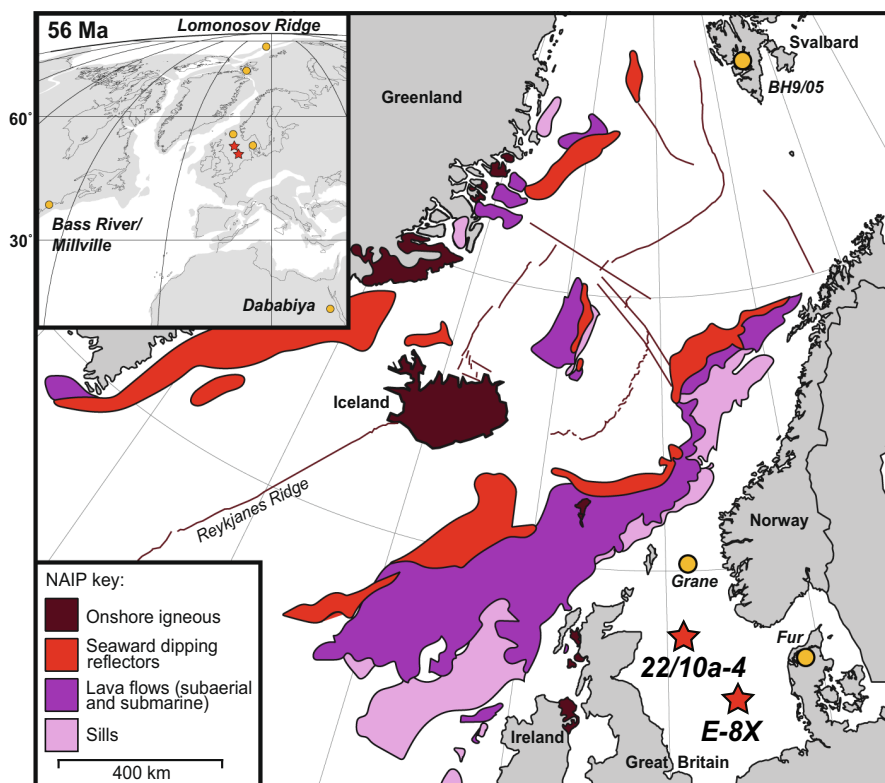 56 Ma
Lomonosov Ridge
60°
30°
Bass River/
Millville
Dababiya
Greenland
Svalbard
BH9/05
Iceland
Reykjanes Ridge
Norway
Grane
Fur
22/10a-4
E-8X
Ireland
Great Britain
NAIP key:
Onshore igneous
Seaward dipping
reflectors
Lava flows (subaerial
and submarine)
Sills
400 km